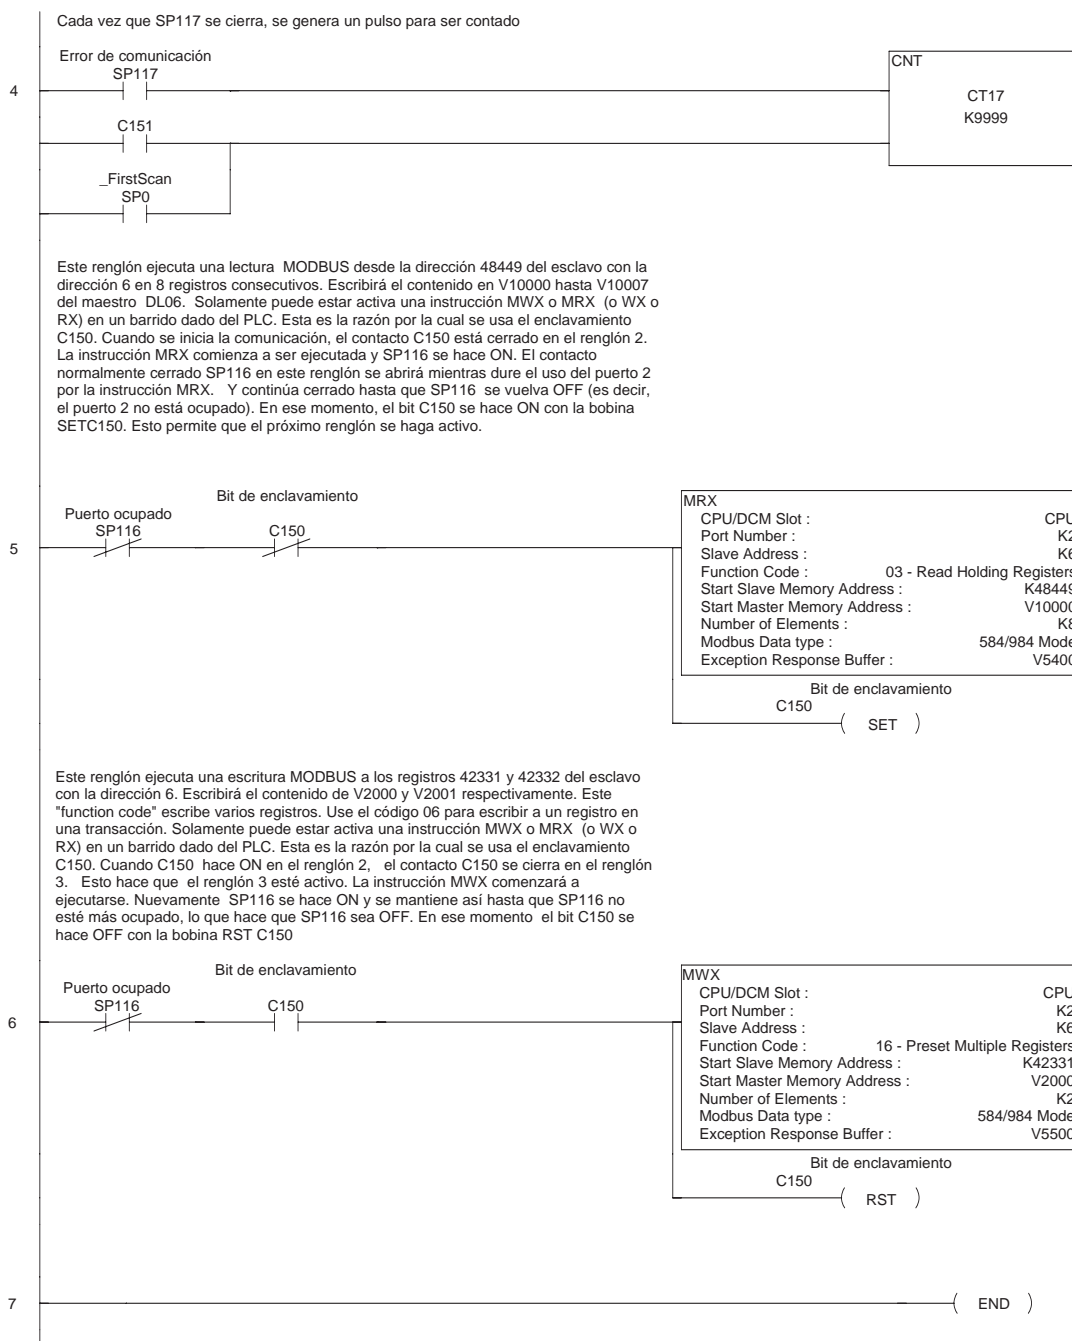 Cada vez que SP117 se cierra, se genera un pulso para ser contado
Error de comunicación
SP117
4
CNT
CT17
K9999
C151
_FirstScan
SP0
Este renglón ejecuta una lectura MODBUS desde la dirección 48449 del esclavo con la
dirección 6 en 8 registros consecutivos. Escribirá el contenido en V10000 hasta V10007
del maestro DL06. Solamente puede estar activa una instrucción MWX o MRX (o WX o
RX) en un barrido dado del PLC. Esta es la razón por la cual se usa el enclavamiento
C150. Cuando se inicia la comunicación, el contacto C150 está cerrado en el renglón 2.
La instrucción MRX comienza a ser ejecutada y SP116 se hace ON. El contacto
normalmente cerrado SP116 en este renglón se abrirá mientras dure el uso del puerto 2
por la instrucción MRX. Y continúa cerrado hasta que SP116 se vuelva OFF (es decir,
el puerto 2 no está ocupado). En ese momento, el bit C150 se hace ON con la bobina
SETC150. Esto permite que el próximo renglón se haga activo.
Puerto ocupado
SP116
Bit de enclavamiento
C150
5
MRX
CPU/DCM Slot : CPU
Port Number : K2
Slave Address : K6
Function Code : 03 - Read Holding Registers
Start Slave Memory Address : K48449
Start Master Memory Address : V10000
Number of Elements : K8
Modbus Data type : 584/984 Mode
Exception Response Buffer : V5400
Bit de enclavamiento
C150
SET
Este renglón ejecuta una escritura MODBUS a los registros 42331 y 42332 del esclavo
con la dirección 6. Escribirá el contenido de V2000 y V2001 respectivamente. Este
"function code" escribe varios registros. Use el código 06 para escribir a un registro en
una transacción. Solamente puede estar activa una instrucción MWX o MRX (o WX o
RX) en un barrido dado del PLC. Esta es la razón por la cual se usa el enclavamiento
C150. Cuando C150 hace ON en el renglón 2, el contacto C150 se cierra en el renglón
3. Esto hace que el renglón 3 esté activo. La instrucción MWX comenzará a
ejecutarse. Nuevamente SP116 se hace ON y se mantiene así hasta que SP116 no
esté más ocupado, lo que hace que SP116 sea OFF. En ese momento el bit C150 se
hace OFF con la bobina RST C150
Puerto ocupado
SP116
Bit de enclavamiento
C150
6
MWX
CPU/DCM Slot : CPU
Port Number : K2
Slave Address : K6
Function Code : 16 - Preset Multiple Registers
Start Slave Memory Address : K42331
Start Master Memory Address : V2000
Number of Elements : K2
Modbus Data type : 584/984 Mode
Exception Response Buffer : V5500
Bit de enclavamiento
C150
RST
7
END